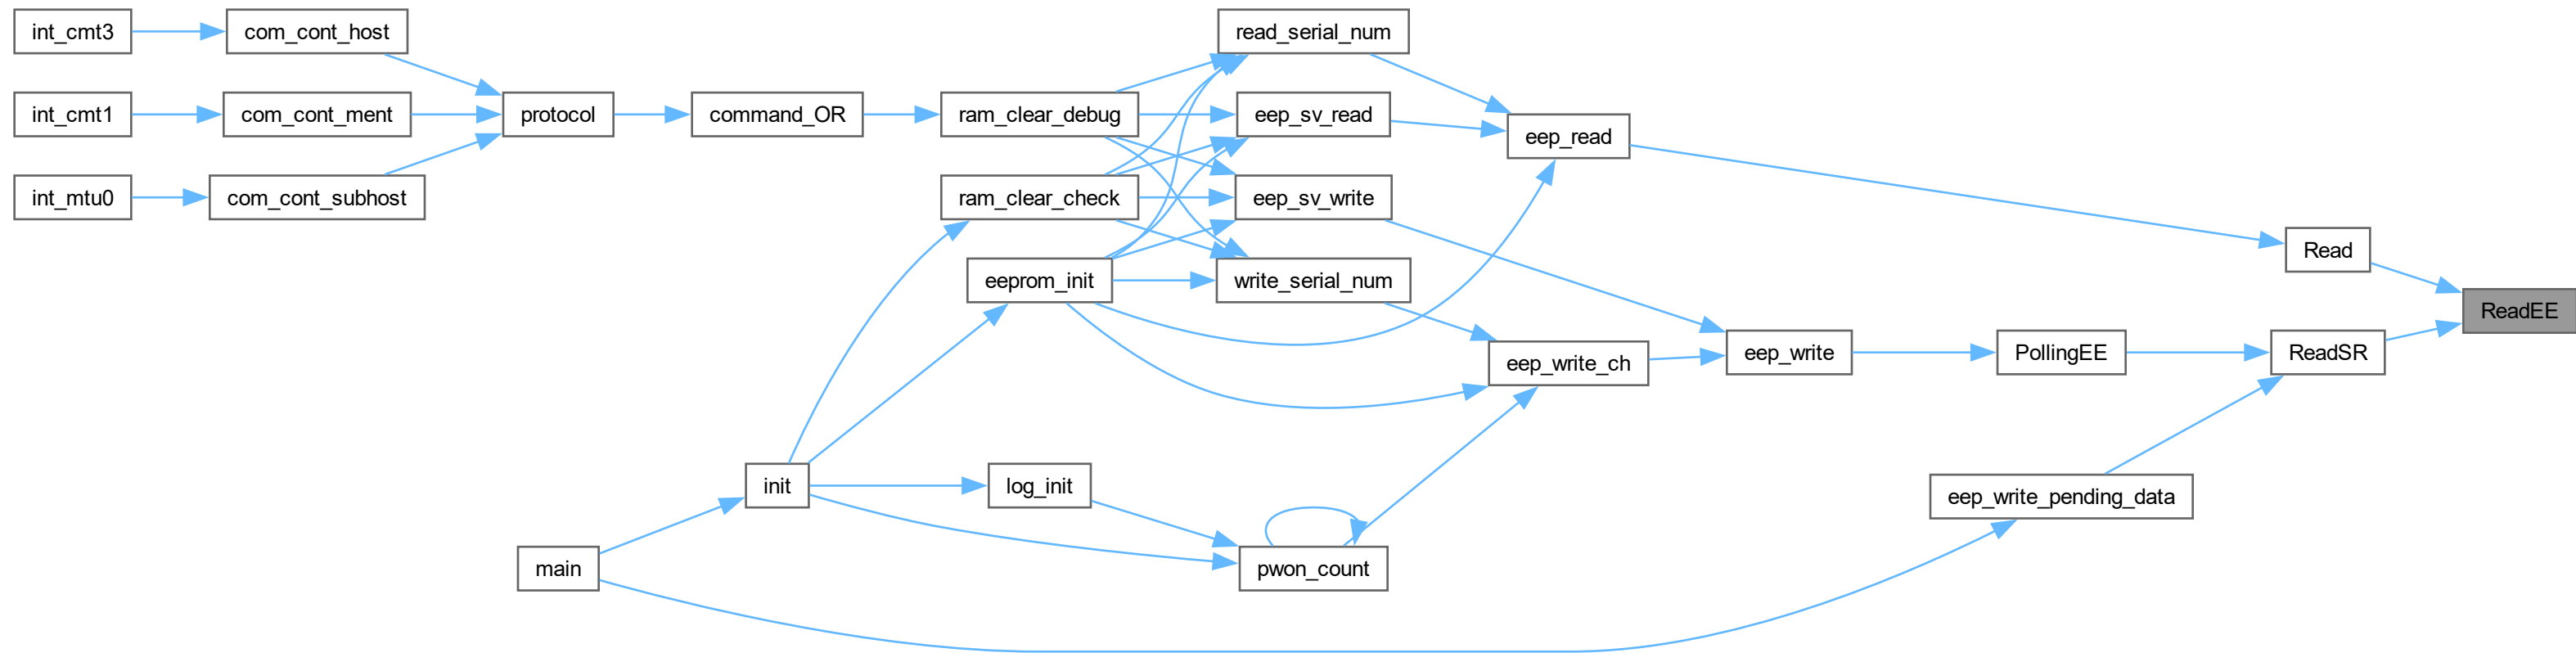 int_cmt3
com_cont_host
read_serial_num
int_cmt1
com_cont_ment
protocol
command_OR
ram_clear_debug
eep_sv_read
eep_read
int_mtu0
com_cont_subhost
ram_clear_check
eep_sv_write
Read
eeprom_init
write_serial_num
ReadEE
eep_write_ch
eep_write
PollingEE
ReadSR
init
log_init
eep_write_pending_data
main
pwon_count